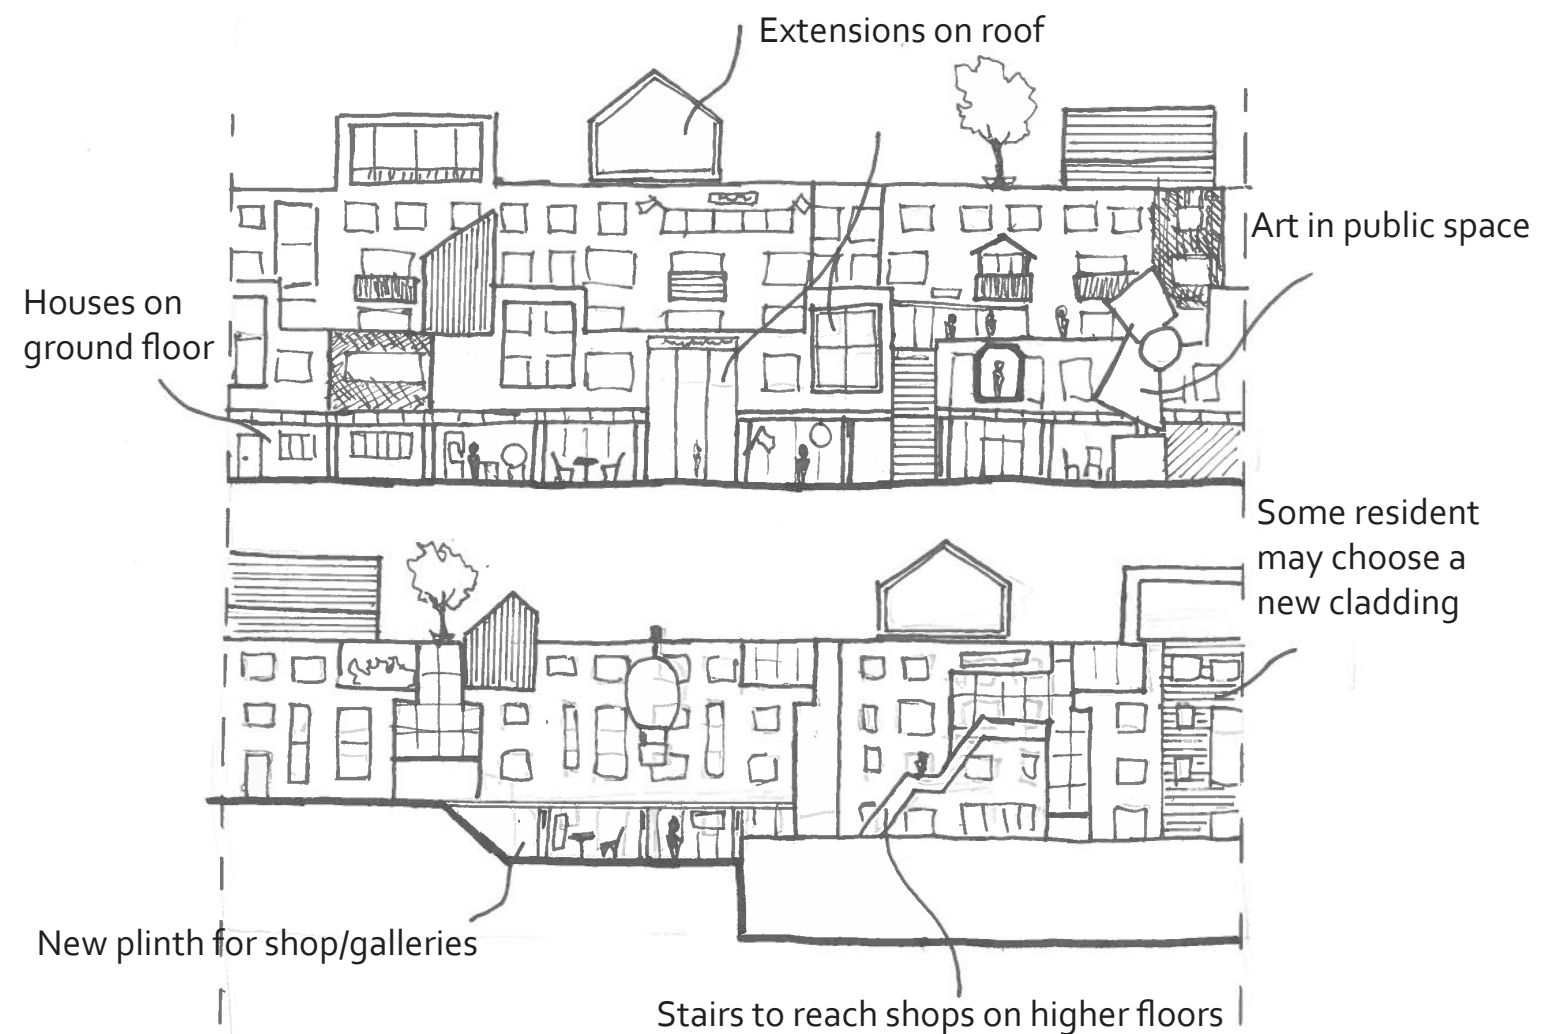 Extensions on roof
Art in public space
Houses on
ground floor
Some resident
may choose a
new cladding
New plinth for shop/galleries
Stairs to reach shops on higher floors